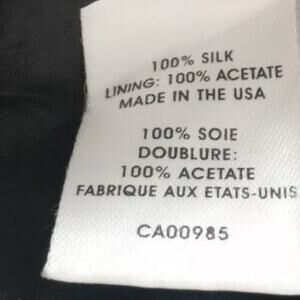 100% SILK
LINING: 100% ACETATE
MADE IN THE USA
100% SOIE
DOUBLURE:
100% ACETATE
FABRIQUE AUX ETATS-UNIS
CA00985